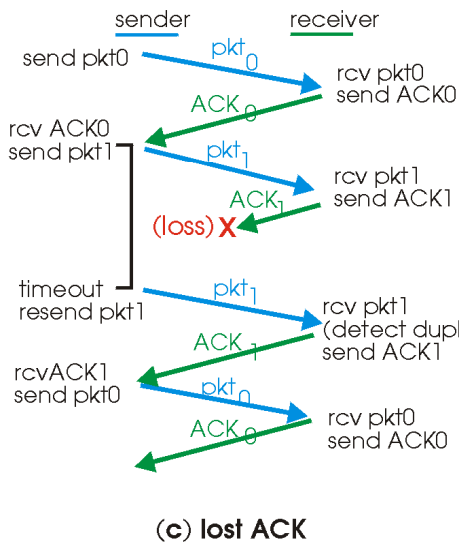 sender receiver
send pkt0
pkt0
rcv pkt0
send ACK0
ACK0
rcv ACK0
send pkt1
pkt1
rcv pkt1
send ACK1
ACK1
(loss) X
timeout
resend pkt1
pkt1
rcv pkt1
(detect dupl
send ACK1
ACK1
rcvACK1
send pkt0
pkt0
rcv pkt0
send ACK0
ACK0
(c) lost ACK